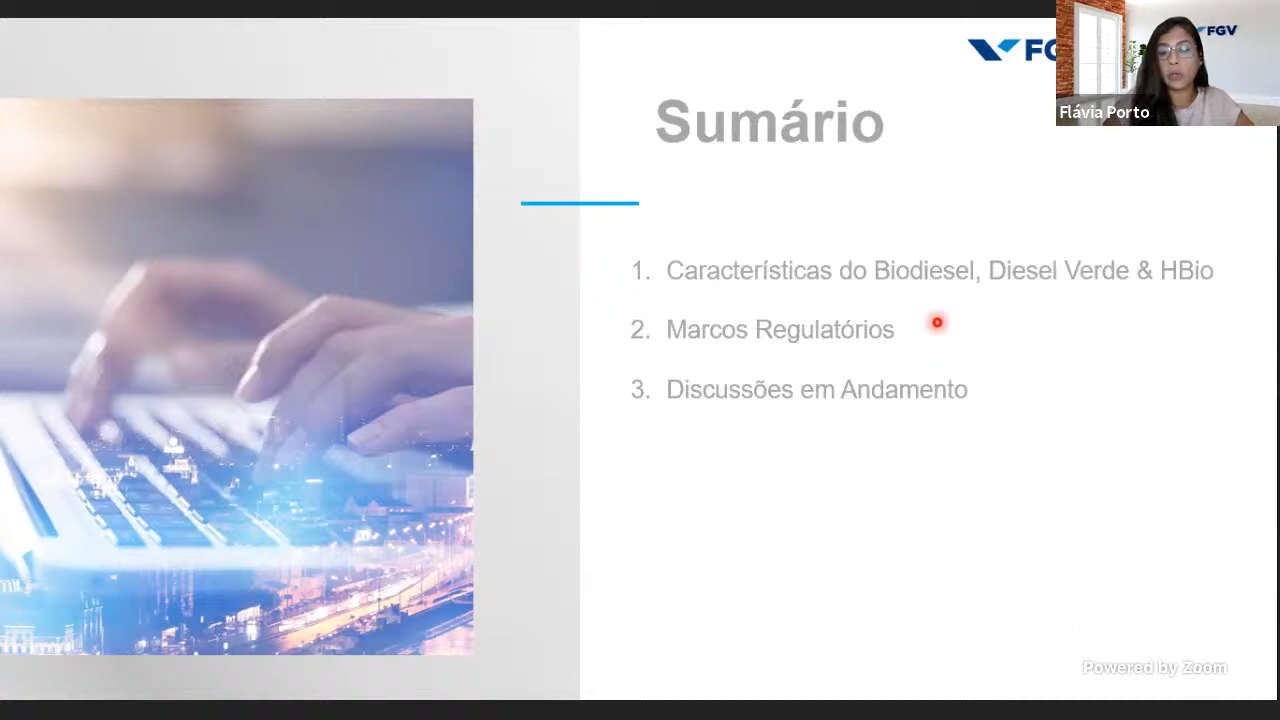 FGV
Flávia Porto
Sumário
1. Características do Biodiesel, Diesel Verde & HBio
2. Marcos Regulatórios
3. Discussões em Andamento
Powered by Zoom